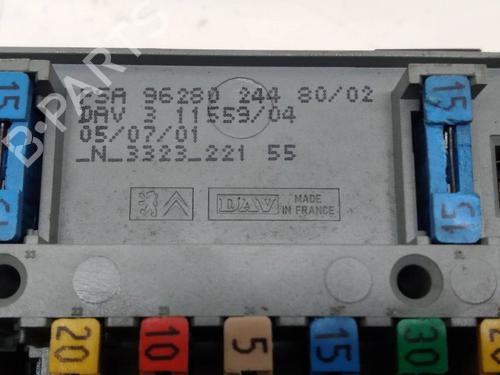 PSA 96280 244 80/02
DAV 3 11559/04
05/07/01
_N_3323_221 55
DAV
MADE
IN FRANCE
15
15
15
15
20
10
5
15
30
B-PARTS